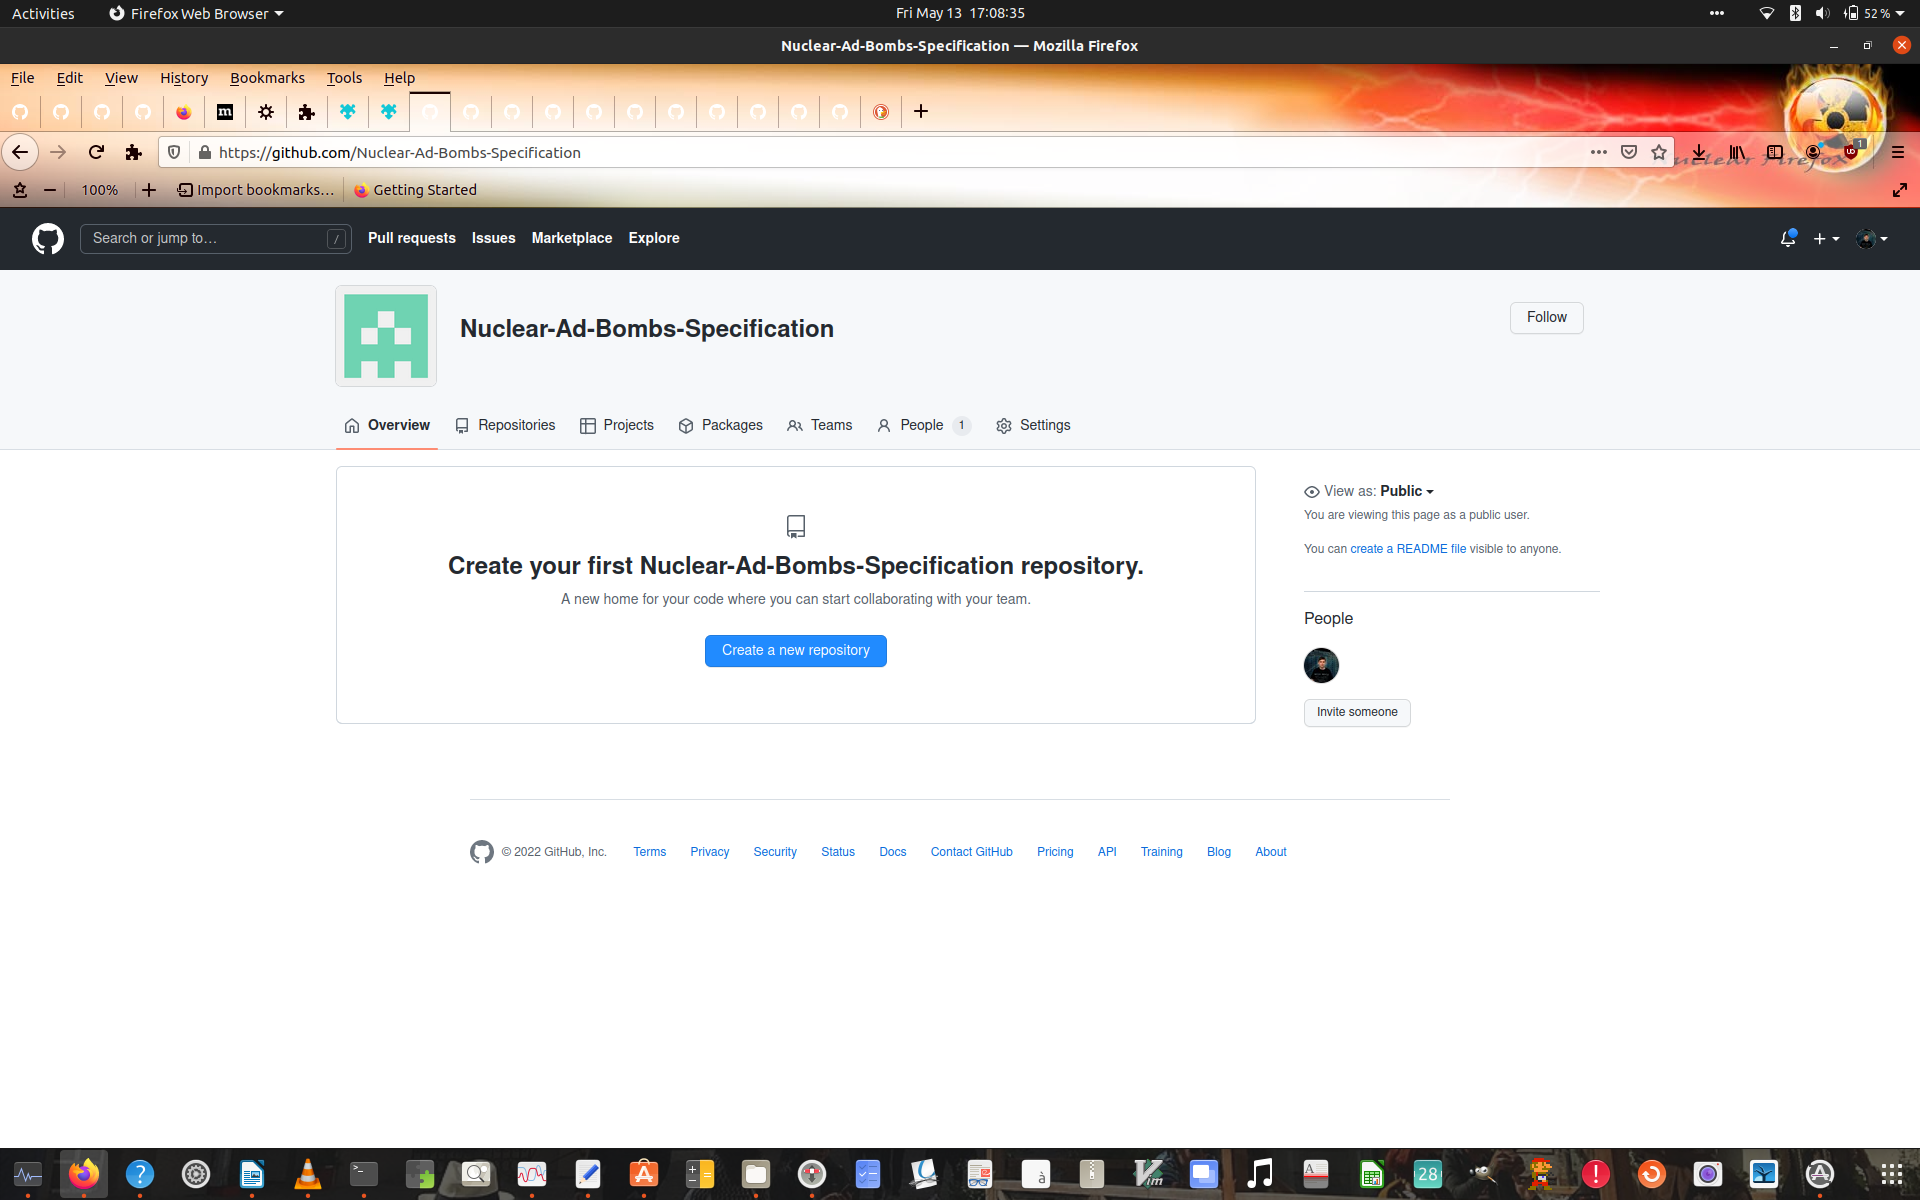 Activities Firefox Web Browser Fri May 13 17:08:35 52 %
Nuclear-Ad-Bombs-Specification — Mozilla Firefox
File Edit View History Bookmarks Tools Help
https://github.com/Nuclear-Ad-Bombs-Specification
Nuclear Firefox
1
100% Import bookmarks… Getting Started
Search or jump to… / Pull requests Issues Marketplace Explore
Nuclear-Ad-Bombs-Specification
Follow
Overview Repositories Projects Packages Teams People 1 Settings
Create your first Nuclear-Ad-Bombs-Specification repository.
A new home for your code where you can start collaborating with your team.
Create a new repository
View as: Public
You are viewing this page as a public user.
You can create a README file visible to anyone.
People
Invite someone
© 2022 GitHub, Inc. Terms Privacy Security Status Docs Contact GitHub Pricing API Training Blog About
28